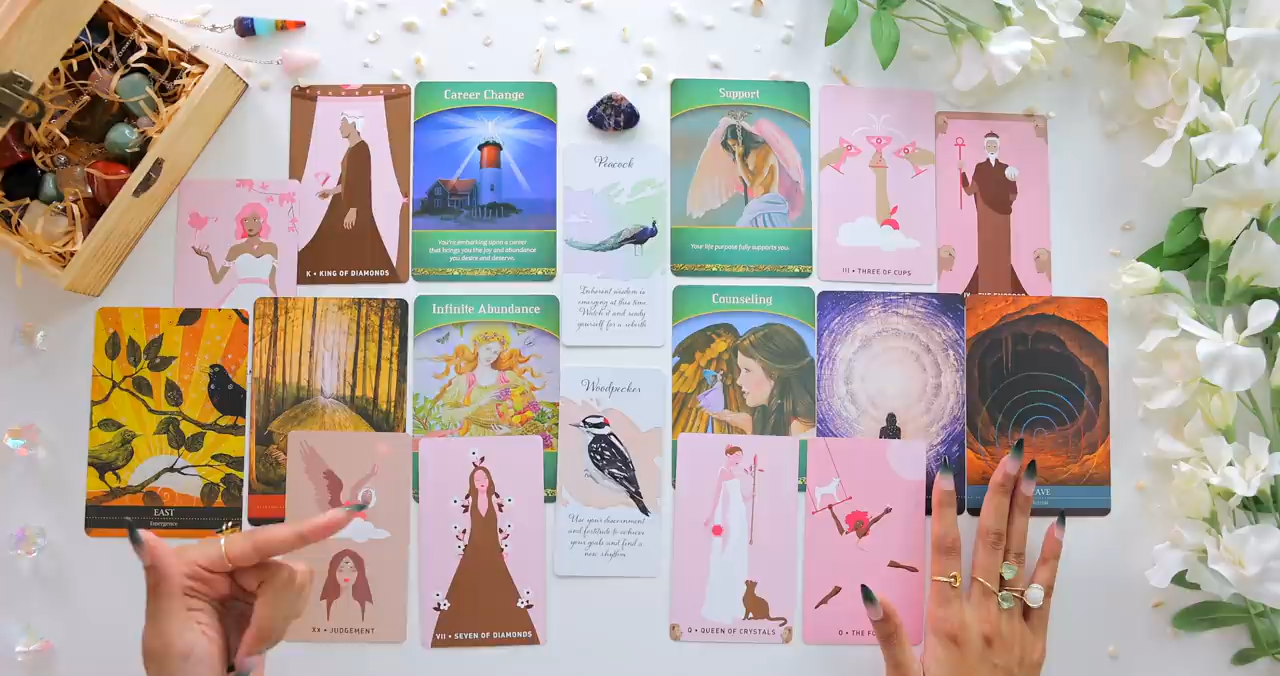 Career Change
You're embarking upon a career
that brings you the joy and abundance
you desire and deserve.
K • KING OF DIAMONDS
Peacock
Inherent wisdom is
emerging at this time.
Watch it and ready
yourself for a rebirth
Support
Your life purpose fully supports you.
III • THREE OF CUPS
EAST
Emergence
Infinite Abundance
Woodpecker
Use your discernment
and fortitude to achieve
your goals and find a
new rhythm
Counseling
XX • JUDGEMENT
VII • SEVEN OF DIAMONDS
Q • QUEEN OF CRYSTALS
0 • THE FO
AVE